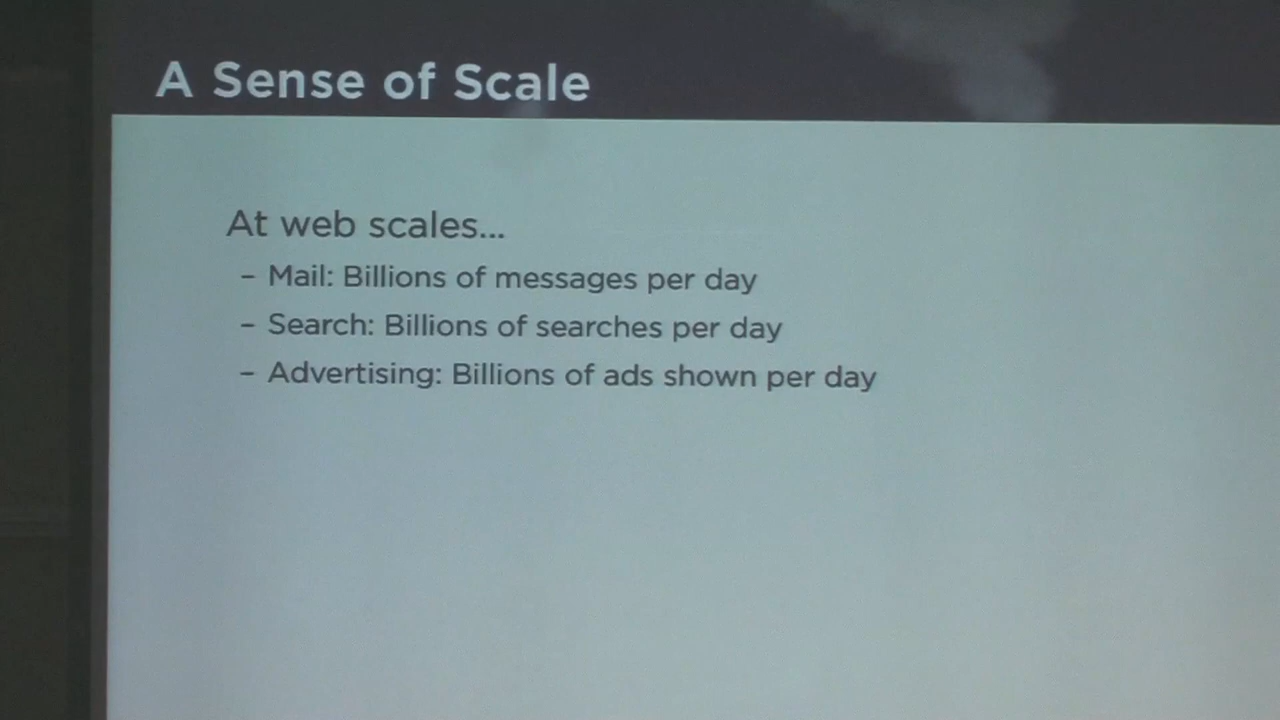 A Sense of Scale
At web scales...
– Mail: Billions of messages per day
– Search: Billions of searches per day
– Advertising: Billions of ads shown per day